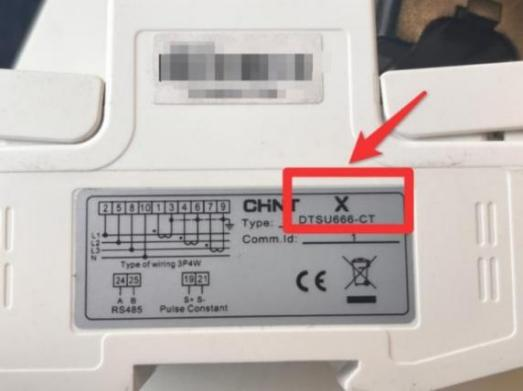 2 5 8 10 1 3 4 6 7 9
CHNT X
Type: DTSU666-CT
Comm.Id: 1
L1
L2
L3
N
Type of wiring 3P4W
24 25
19 21
A B
S+ S-
RS485
Pulse Constant
CE